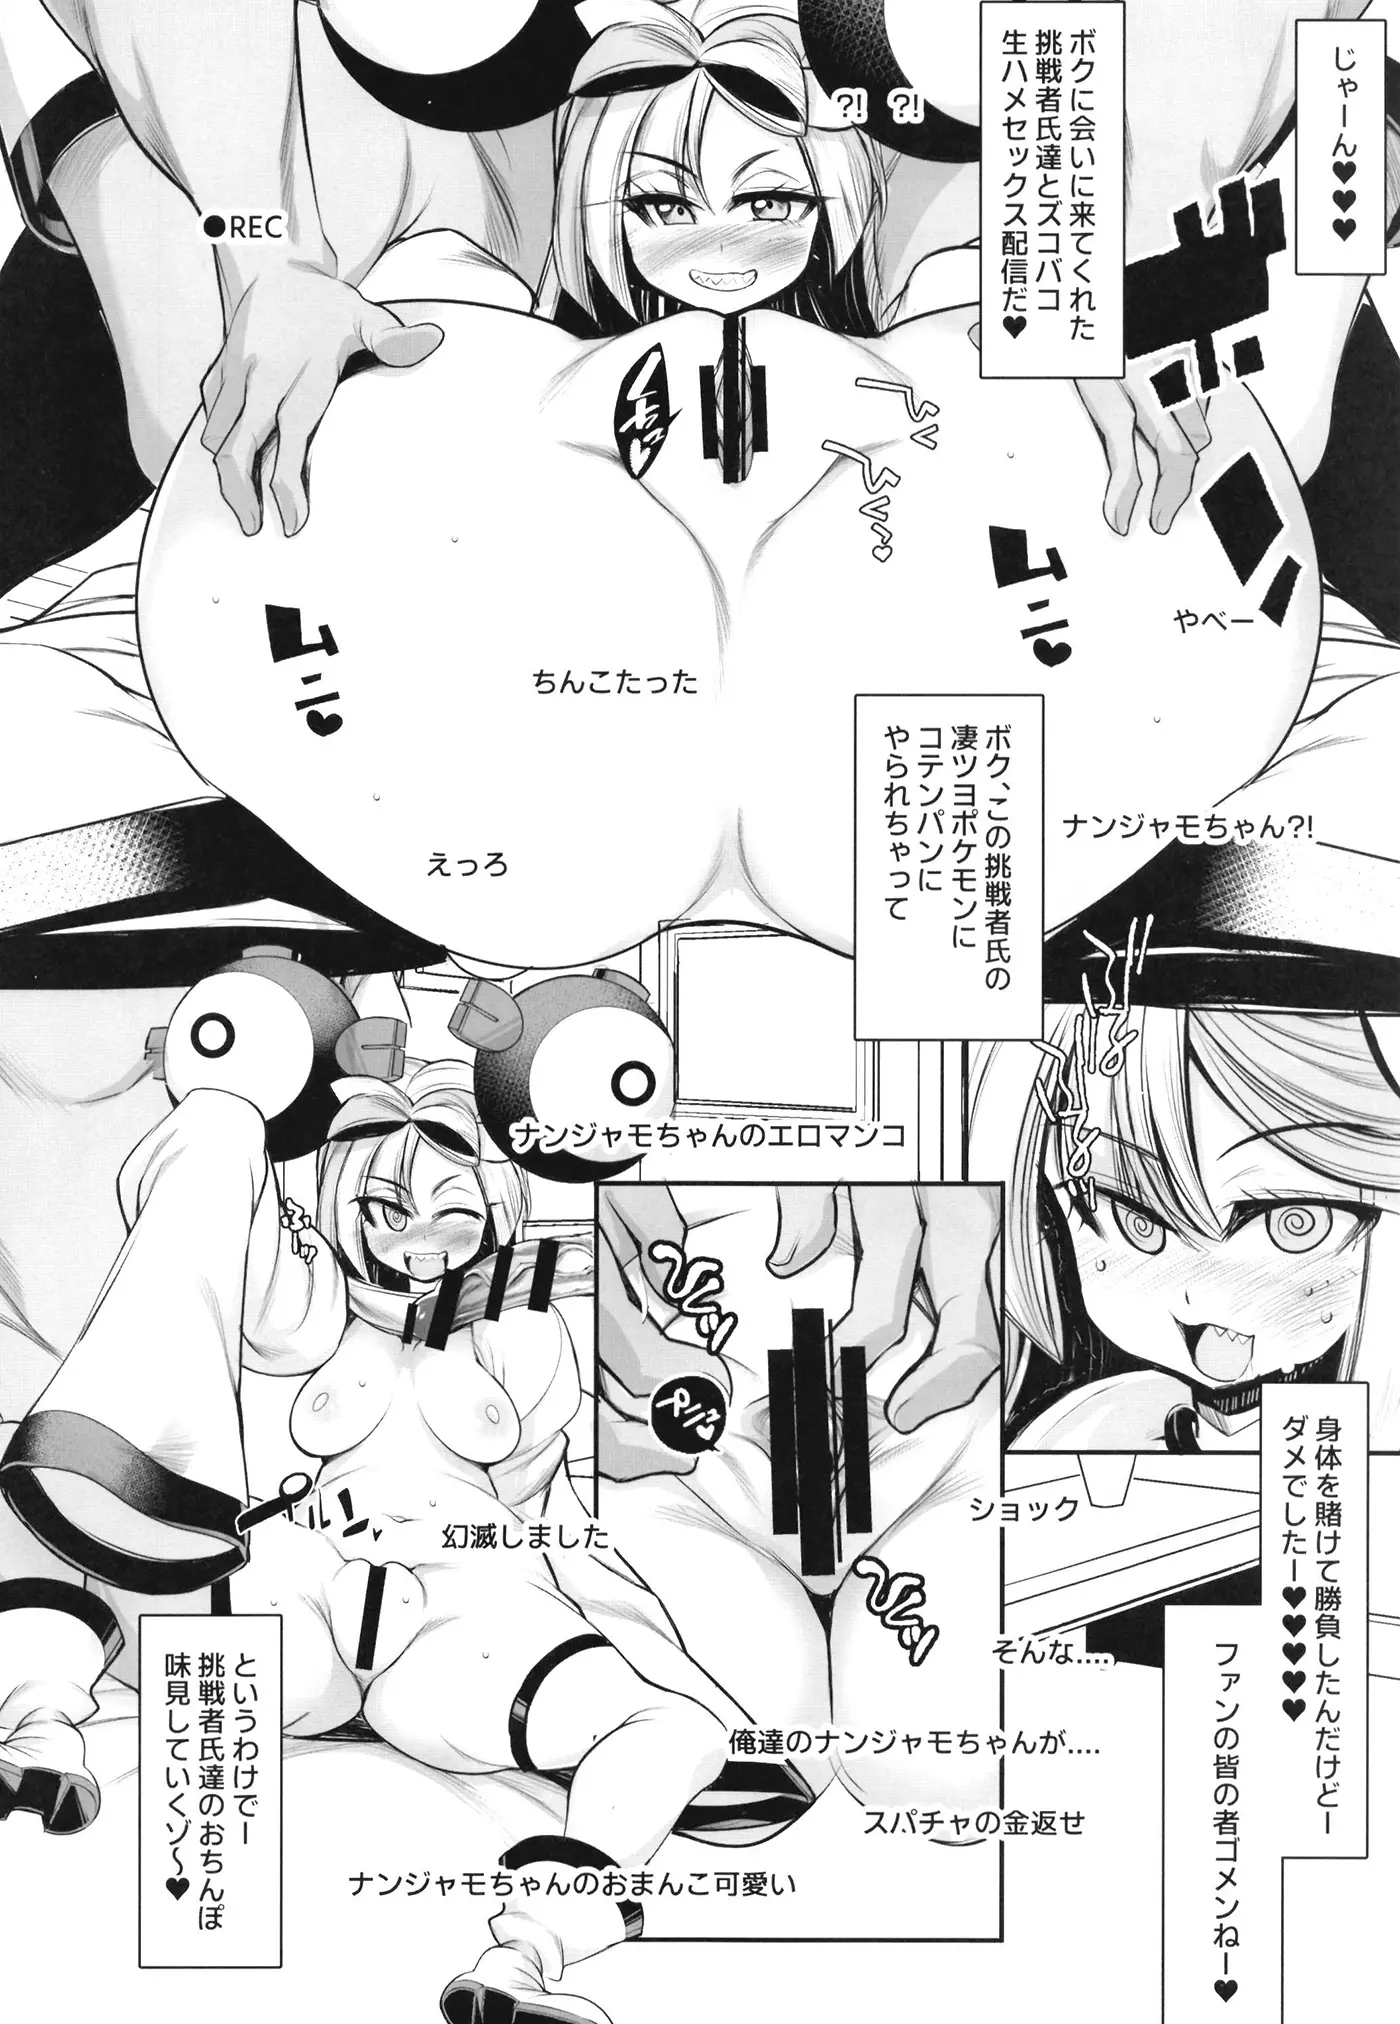 じゃーん♥♥♥
ボクに会いに来てくれた
挑戦者氏達とズコバコ
生ハメセックス配信だ♥
?! ?!
●REC
くぱっ♥
ムニ♥
ムニ♥
やべー
ちんこたった
ボク、この挑戦者氏の
凄ツヨポケモンに
コテンパンに
やられちゃって
ナンジャモちゃん?!
えっろ
ナンジャモちゃんのエロマンコ
身体を賭けて勝負したんだけどー
ダメでしたー♥♥♥♥♥
ショック
幻滅しました
ファンの皆の者ゴメンねー♥
そんな....
俺達のナンジャモちゃんが....
スパチャの金返せ
ナンジャモちゃんのおまんこ可愛い
というわけでー
挑戦者氏達のおちんぽ
味見していくゾ～♥